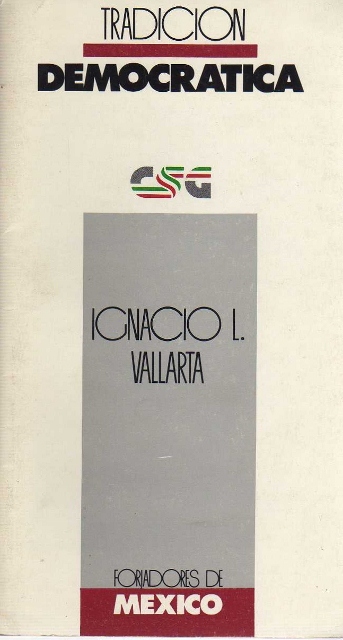 TRADICION
DEMOCRATICA
CSG
IGNACIO L.
VALLARTA
FORJADORES DE
MEXICO